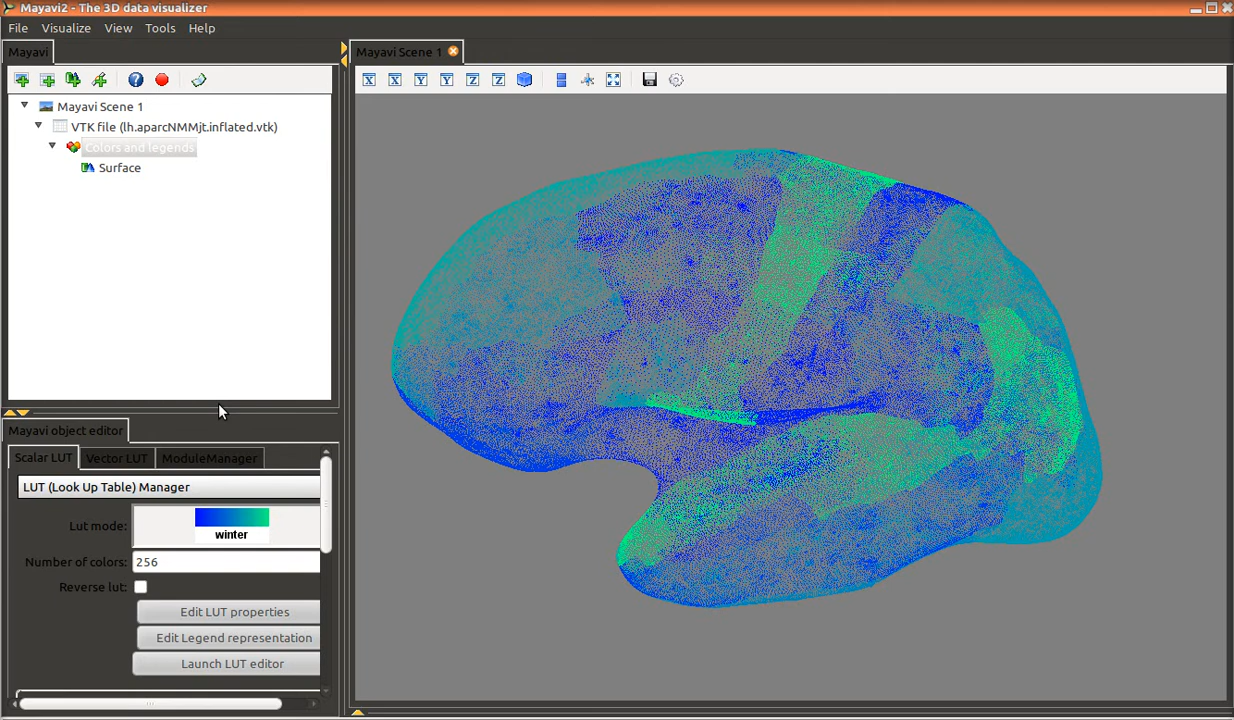 Mayavi2 - The 3D data visualizer
File Visualize View Tools Help
Mayavi
Mayavi Scene 1
X X Y Y Z Z
Mayavi Scene 1
VTK file (lh.aparcNMMjt.inflated.vtk)
Colors and legends
Surface
Mayavi object editor
Scalar LUT Vector LUT ModuleManager
LUT (Look Up Table) Manager
Lut mode:
winter
Number of colors: 256
Reverse lut:
Edit LUT properties
Edit Legend representation
Launch LUT editor